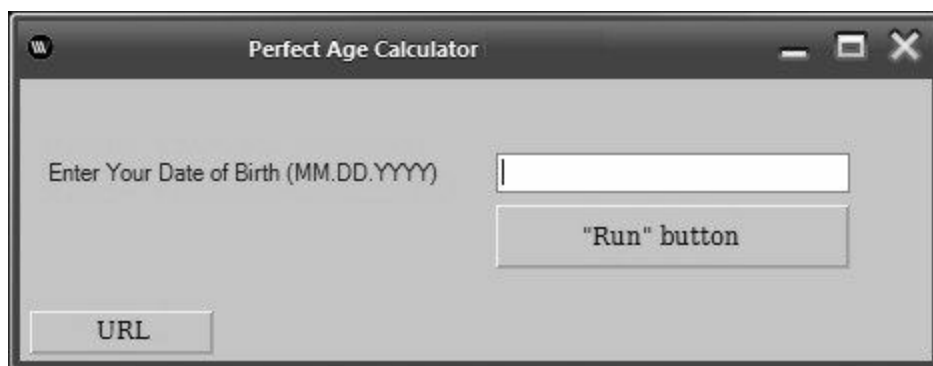 Perfect Age Calculator
Enter Your Date of Birth (MM.DD.YYYY)
"Run" button
URL